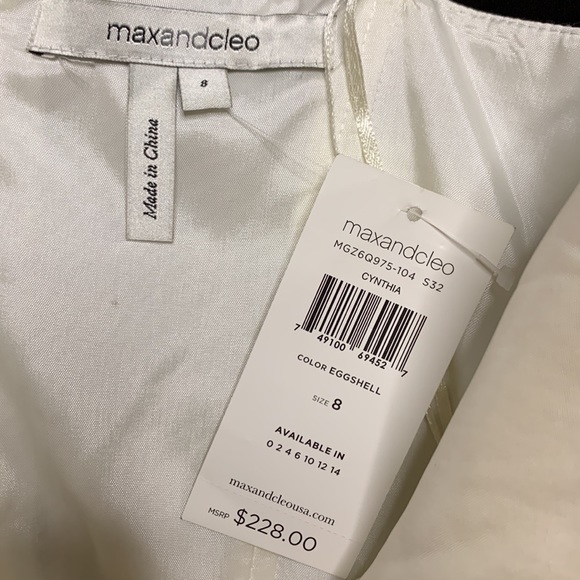 maxandcleo
8
Made in China
maxandcleo
MGZ6Q975-104 S32
CYNTHIA
7 49100 69452 7
COLOR EGGSHELL
SIZE 8
AVAILABLE IN
0 2 4 6 10 12 14
maxandcleousa.com
MSRP $228.00